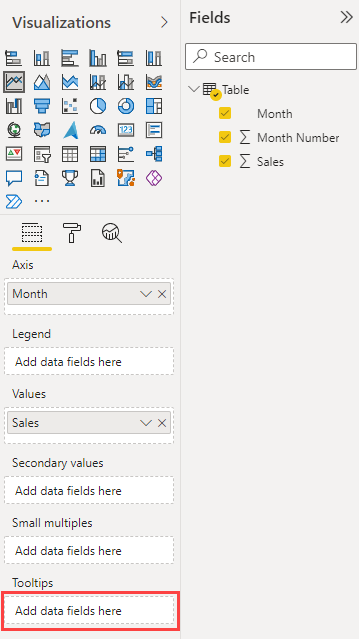 Visualizations
Axis
Month
Legend
Add data fields here
Values
Sales
Secondary values
Add data fields here
Small multiples
Add data fields here
Tooltips
Add data fields here
Fields
Search
Table
Month
Month Number
Sales